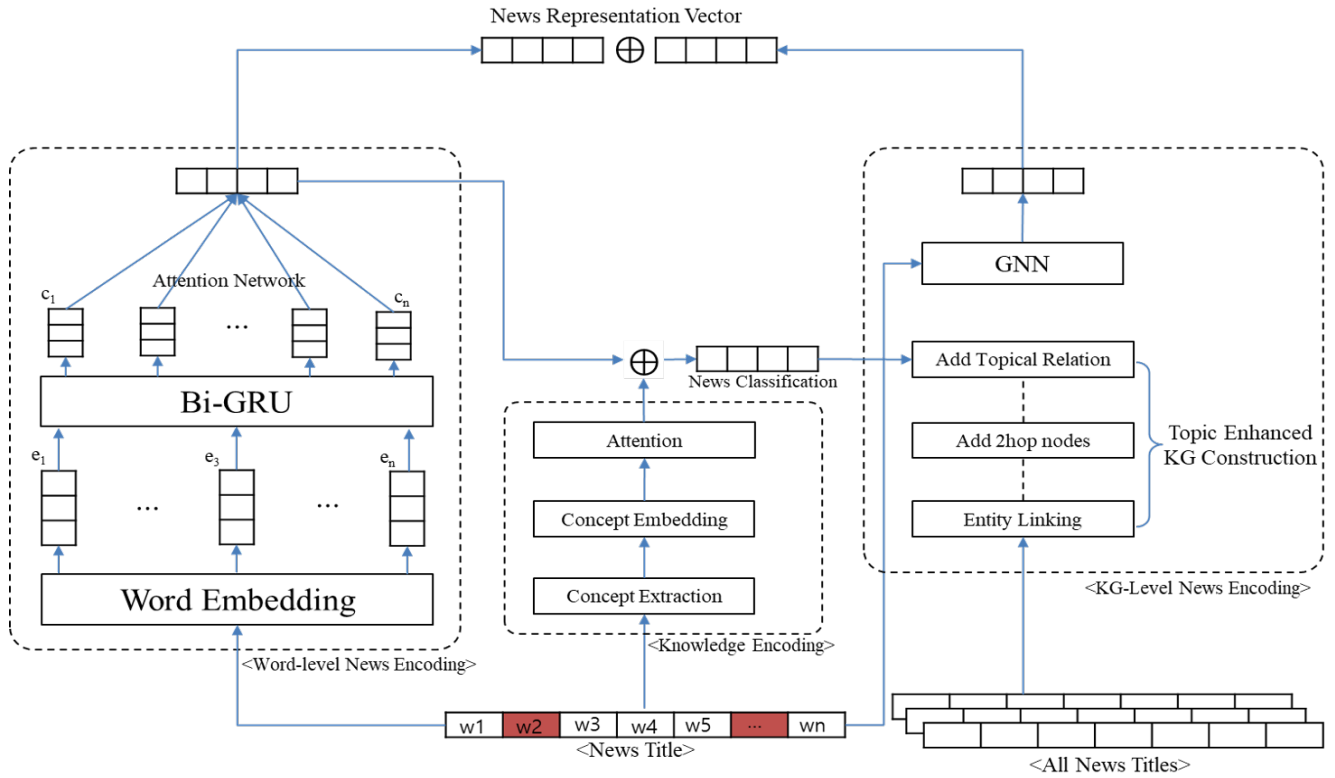 News Representation Vector
Attention Network
c1
...
cn
Bi-GRU
e1
...
e3
...
en
Word Embedding
<Word-level News Encoding>
News Classification
Attention
Concept Embedding
Concept Extraction
<Knowledge Encoding>
GNN
Add Topical Relation
Add 2hop nodes
Entity Linking
Topic Enhanced
KG Construction
<KG-Level News Encoding>
w1 w2 w3 w4 w5 ... wn
<News Title>
<All News Titles>